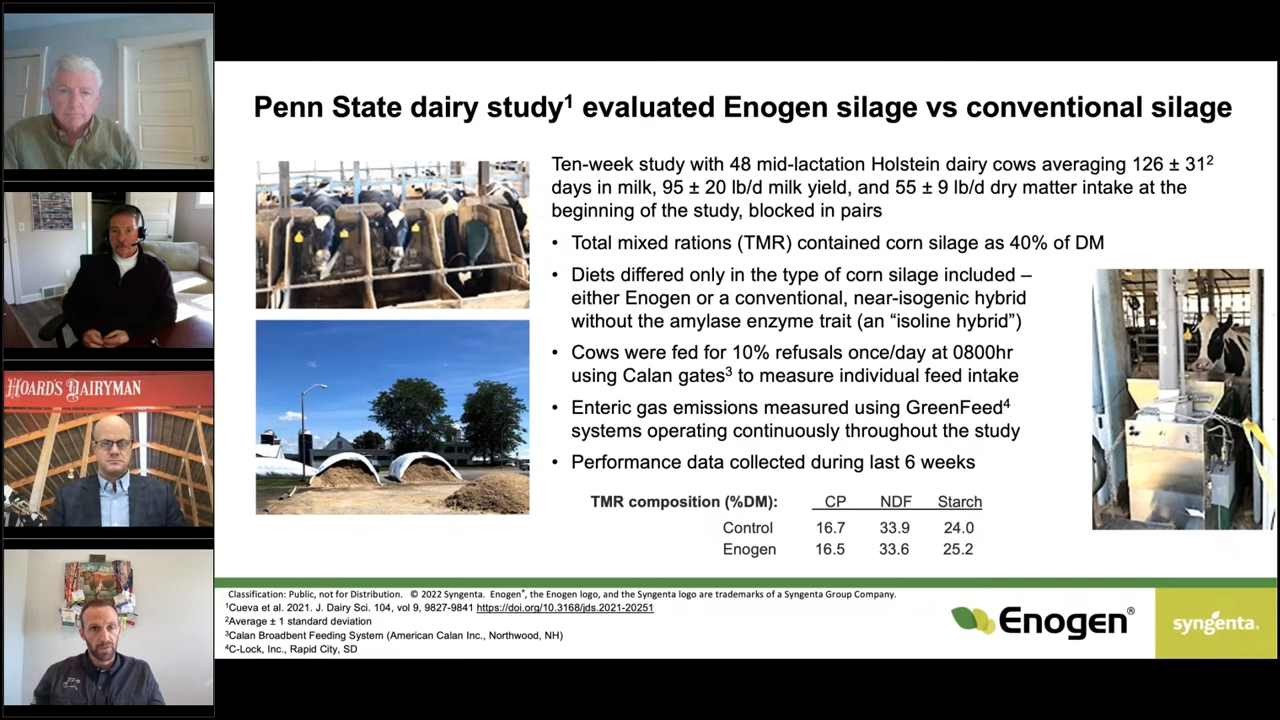 HOARD'S DAIRYMAN
Penn State dairy study¹ evaluated Enogen silage vs conventional silage
Ten-week study with 48 mid-lactation Holstein dairy cows averaging 126 ± 31²
days in milk, 95 ± 20 lb/d milk yield, and 55 ± 9 lb/d dry matter intake at the
beginning of the study, blocked in pairs
• Total mixed rations (TMR) contained corn silage as 40% of DM
• Diets differed only in the type of corn silage included –
either Enogen or a conventional, near-isogenic hybrid
without the amylase enzyme trait (an “isoline hybrid”)
• Cows were fed for 10% refusals once/day at 0800hr
using Calan gates³ to measure individual feed intake
• Enteric gas emissions measured using GreenFeed⁴
systems operating continuously throughout the study
• Performance data collected during last 6 weeks
TMR composition (%DM): CP NDF Starch
Control 16.7 33.9 24.0
Enogen 16.5 33.6 25.2
Classification: Public, not for Distribution. © 2022 Syngenta. Enogen®, the Enogen logo, and the Syngenta logo are trademarks of a Syngenta Group Company.
¹Cueva et al. 2021. J. Dairy Sci. 104, vol 9, 9827-9841 https://doi.org/10.3168/jds.2021-20251
²Average ± 1 standard deviation
³Calan Broadbent Feeding System (American Calan Inc., Northwood, NH)
⁴C-Lock, Inc., Rapid City, SD
Enogen®
syngenta.